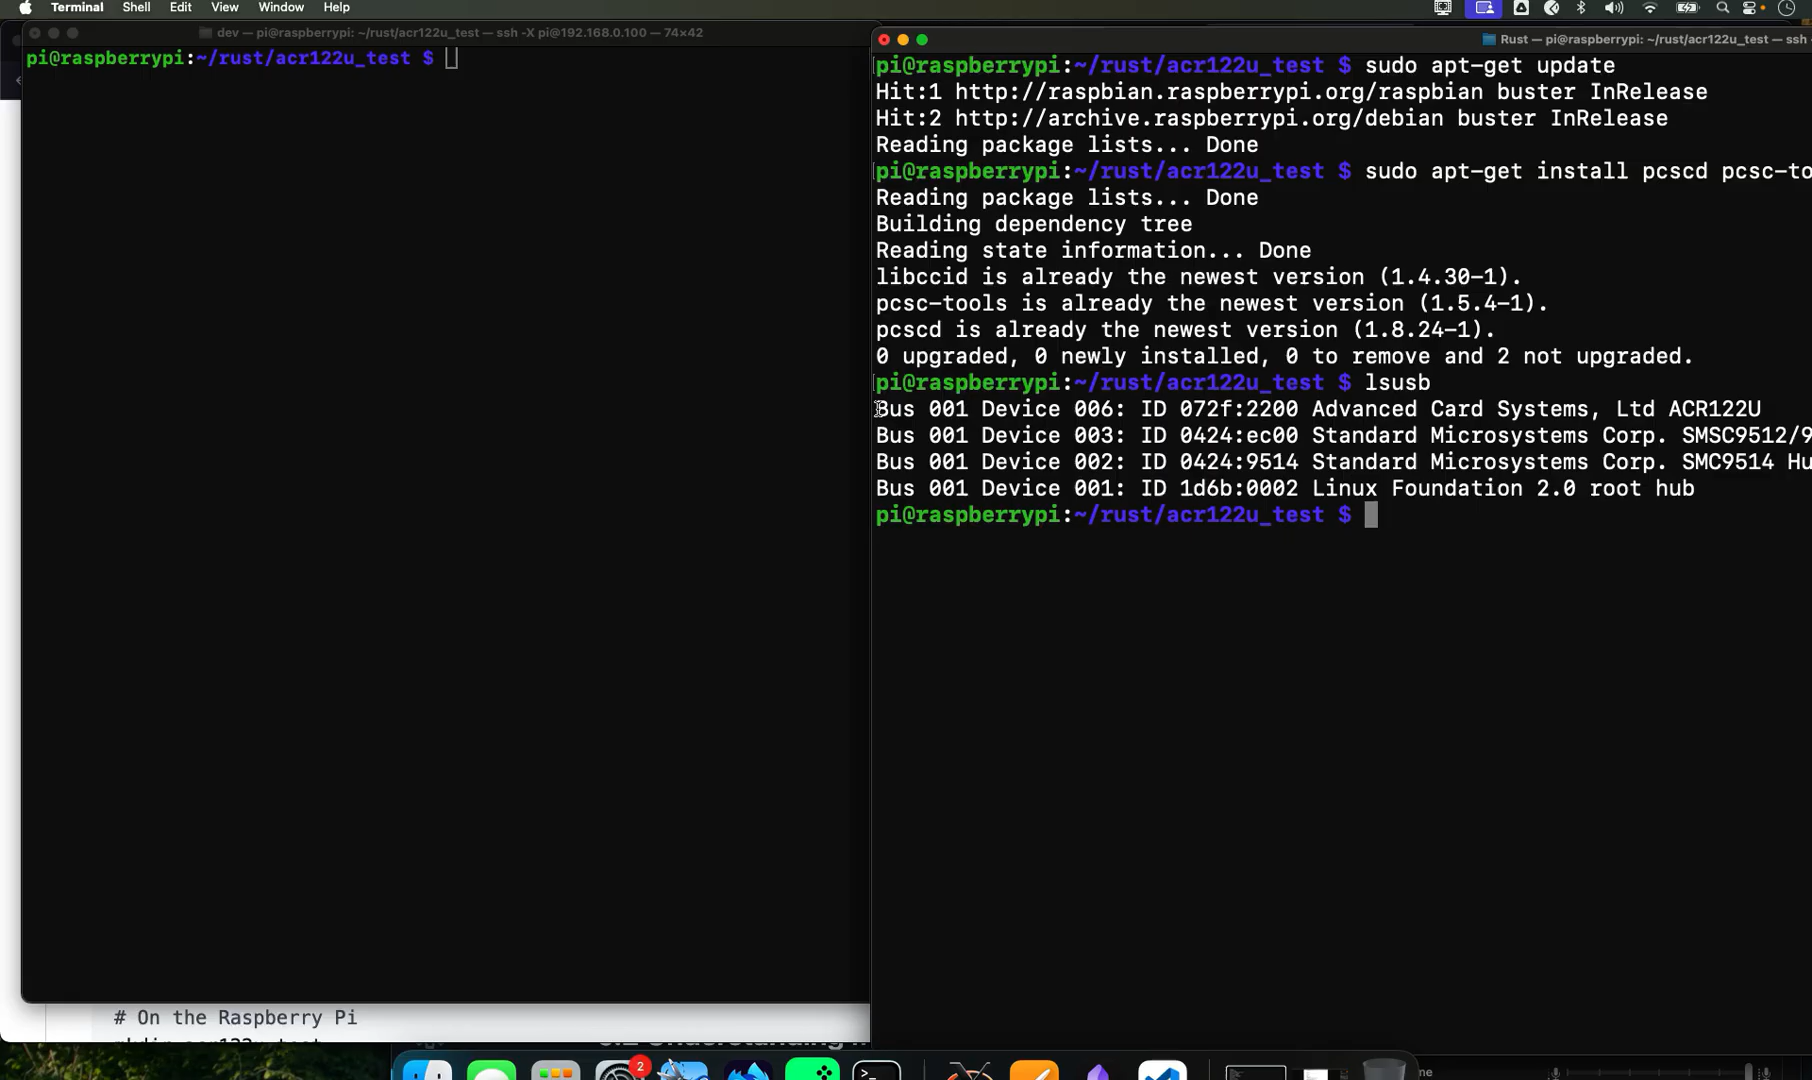 Terminal Shell Edit View Window Help
dev — pi@raspberrypi: ~/rust/acr122u_test — ssh -X pi@192.168.0.100 — 74×42
pi@raspberrypi:~/rust/acr122u_test $
Rust — pi@raspberrypi: ~/rust/acr122u_test — ssh
pi@raspberrypi:~/rust/acr122u_test $ sudo apt-get update
Hit:1 http://raspbian.raspberrypi.org/raspbian buster InRelease
Hit:2 http://archive.raspberrypi.org/debian buster InRelease
Reading package lists... Done
pi@raspberrypi:~/rust/acr122u_test $ sudo apt-get install pcscd pcsc-to
Reading package lists... Done
Building dependency tree
Reading state information... Done
libccid is already the newest version (1.4.30-1).
pcsc-tools is already the newest version (1.5.4-1).
pcscd is already the newest version (1.8.24-1).
0 upgraded, 0 newly installed, 0 to remove and 2 not upgraded.
pi@raspberrypi:~/rust/acr122u_test $ lsusb
Bus 001 Device 006: ID 072f:2200 Advanced Card Systems, Ltd ACR122U
Bus 001 Device 003: ID 0424:ec00 Standard Microsystems Corp. SMSC9512/9
Bus 001 Device 002: ID 0424:9514 Standard Microsystems Corp. SMC9514 Hu
Bus 001 Device 001: ID 1d6b:0002 Linux Foundation 2.0 root hub
pi@raspberrypi:~/rust/acr122u_test $
# On the Raspberry Pi
2